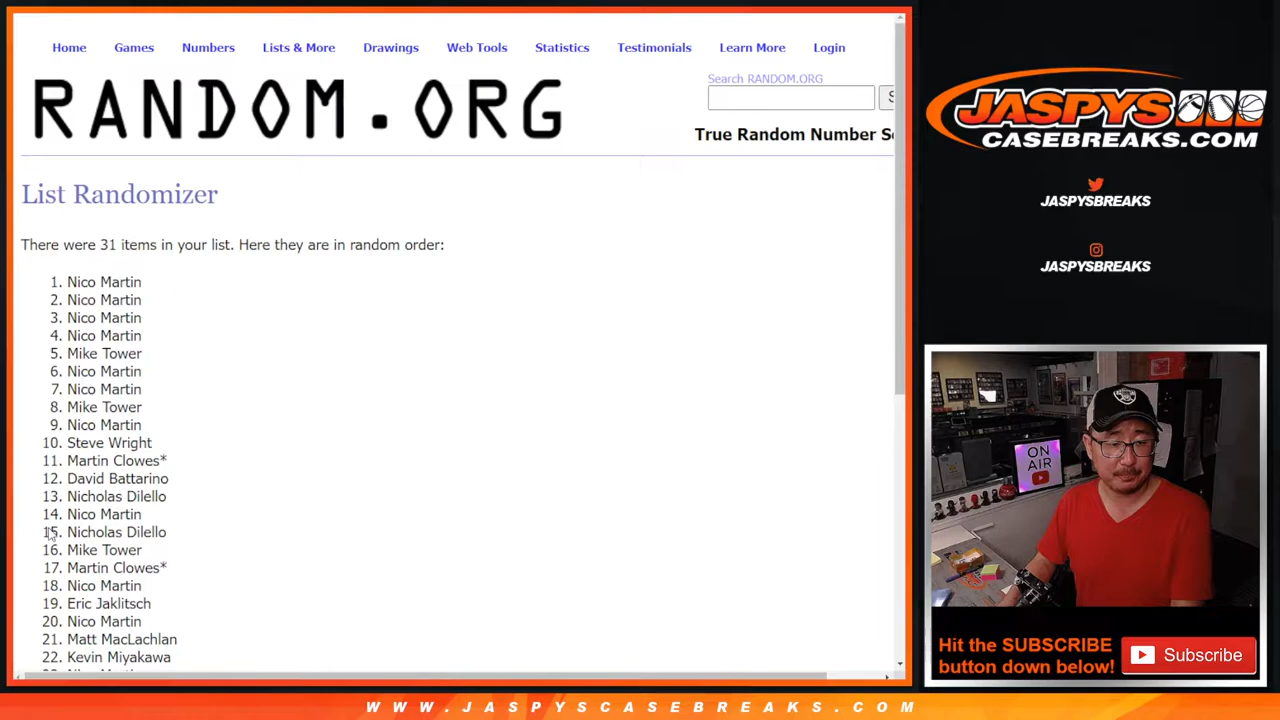 Home Games Numbers Lists & More Drawings Web Tools Statistics Testimonials Learn More Login
RANDOM.ORG
Search RANDOM.ORG
True Random Number
List Randomizer
There were 31 items in your list. Here they are in random order:
1. Nico Martin
2. Nico Martin
3. Nico Martin
4. Nico Martin
5. Mike Tower
6. Nico Martin
7. Nico Martin
8. Mike Tower
9. Nico Martin
10. Steve Wright
11. Martin Clowes*
12. David Battarino
13. Nicholas Dilello
14. Nico Martin
15. Nicholas Dilello
16. Mike Tower
17. Martin Clowes*
18. Nico Martin
19. Eric Jaklitsch
20. Nico Martin
21. Matt MacLachlan
22. Kevin Miyakawa
JASPYS
CASEBREAKS.COM
JASPYSBREAKS
JASPYSBREAKS
ON
AIR
Hit the SUBSCRIBE
button down below!
Subscribe
WWW.JASPYSCASEBREAKS.COM